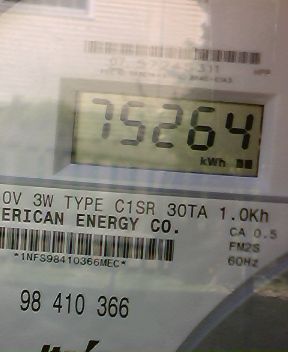 75264
kWh
0V 3W TYPE C1SR 30TA 1.0Kh
ERICAN ENERGY CO.
CA 0.5
FM2S
*1NFS98410366MEC*
60Hz
98 410 366